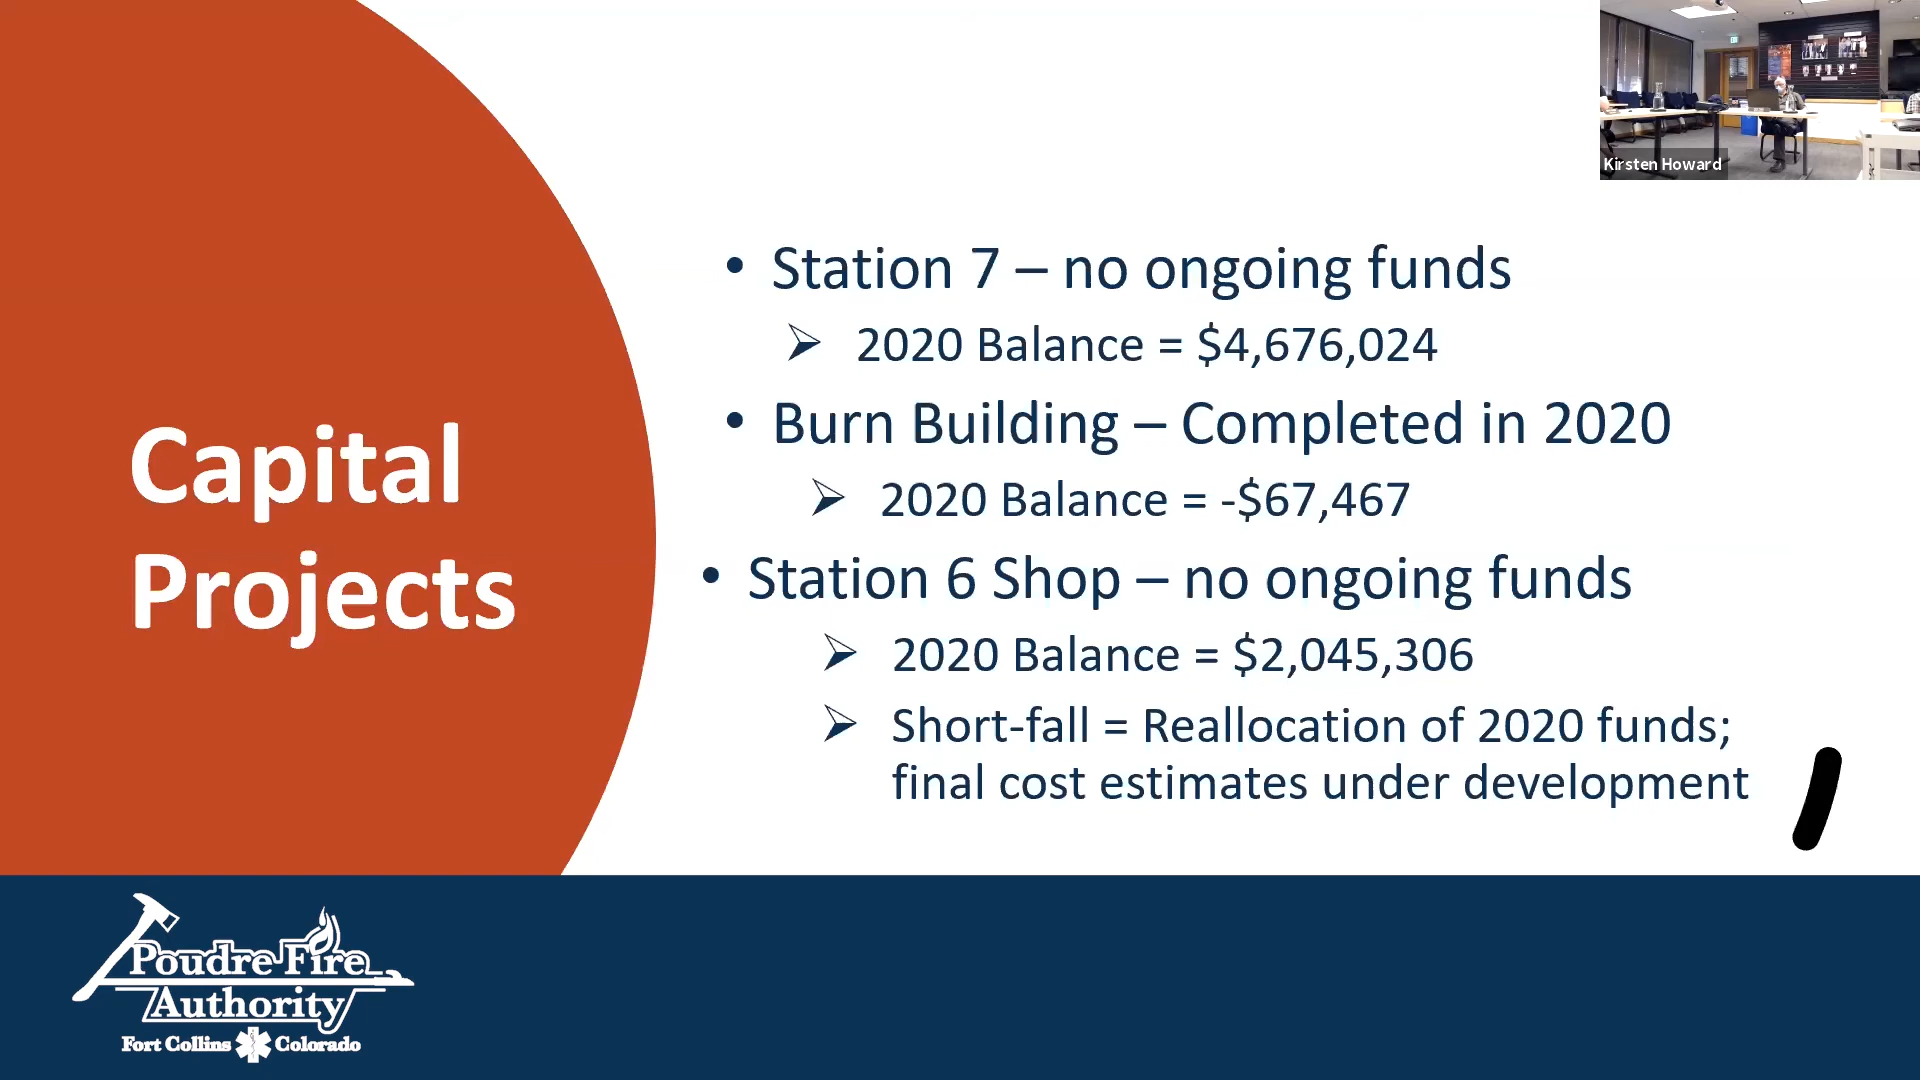 Kirsten Howard
Capital
Projects
• Station 7 – no ongoing funds
➢ 2020 Balance = $4,676,024
• Burn Building – Completed in 2020
➢ 2020 Balance = -$67,467
• Station 6 Shop – no ongoing funds
➢ 2020 Balance = $2,045,306
➢ Short-fall = Reallocation of 2020 funds;
final cost estimates under development
Poudre Fire
Authority
Fort Collins Colorado